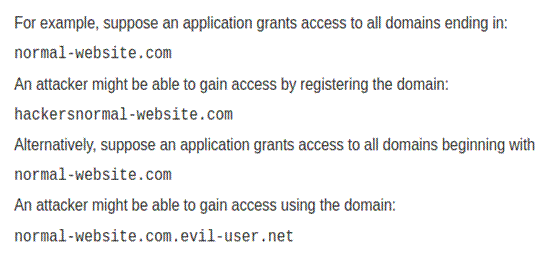 For example, suppose an application grants access to all domains ending in:
normal-website.com
An attacker might be able to gain access by registering the domain:
hackersnormal-website.com
Alternatively, suppose an application grants access to all domains beginning with
normal-website.com
An attacker might be able to gain access using the domain:
normal-website.com.evil-user.net